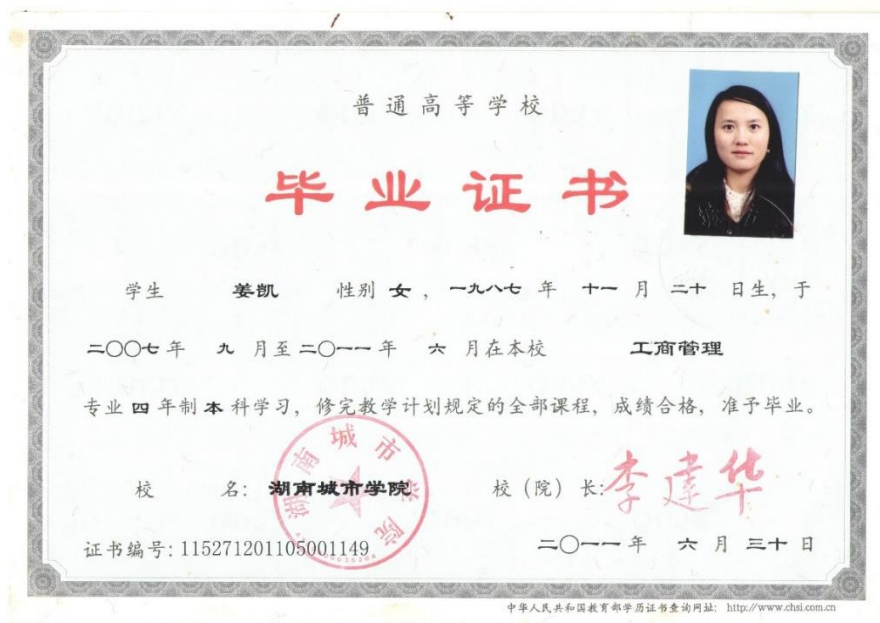 普通高等学校
毕业证书
学生 姜凯 性别 女 ，一九八七 年 十一 月 二十 日生，于
二〇〇七 年 九 月至 二〇一一 年 六 月在本校 工商管理
专业 四 年制 本 科学习，修完教学计划规定的全部课程，成绩合格，准予毕业。
校 名： 湖南城市学院 校（院）长：李建华
湖南城市学院
证书编号：115271201105001149 二〇一一 年 六 月 三十 日
中华人民共和国教育部学历证书查询网址： http://www.chsi.com.cn